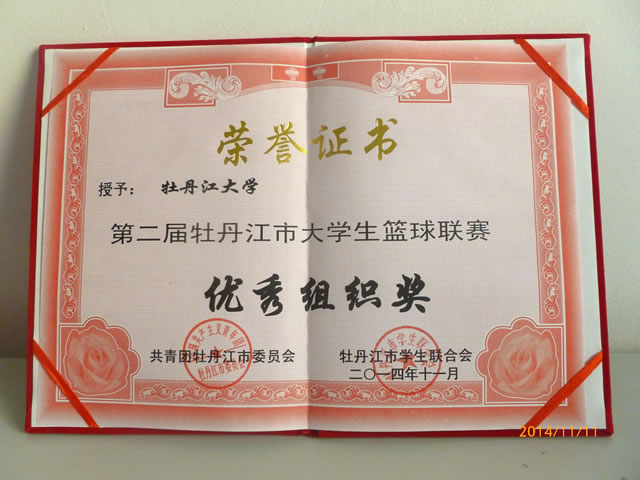 荣誉证书
授予： 牡丹江大学
第二届牡丹江市大学生篮球联赛
优秀组织奖
共青团牡丹江市委员会 牡丹江市学生联合会
二〇一四年十一月
2014/11/11